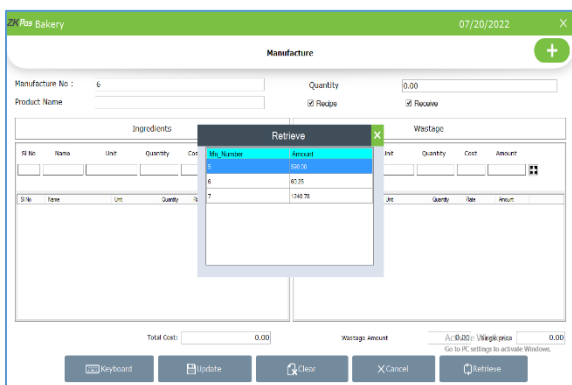 ZKPos Bakery 07/20/2022 X
Manufacture +
Manufacture No : 6 Quantity 0.00
Product Name Recipe Receive
Ingredients Wastage
Retrieve X
Sl No Name Unit Quantity Cos Unit Quantity Cost Amount
Mn_Number Amount
5
6 60.25
7 1240.78
Sl No Name Unit Quantity Unit Quantity Rate Amount
Total Cost: 0.00 Wastage Amount 0.00 Single price 0.00
Activate Windows
Go to PC settings to activate Windows.
Keyboard Update Clear XCancel Retrieve